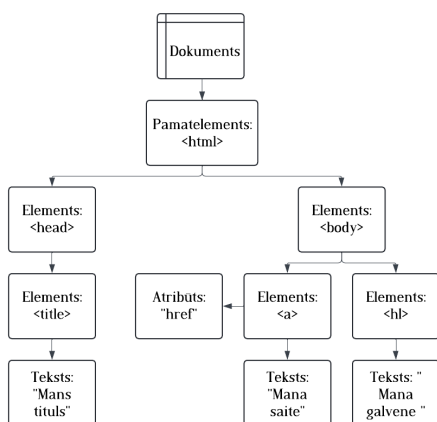 Dokuments
Pamatelements:
<html>
Elements:
<head>
Elements:
<body>
Elements:
<title>
Atribūts:
"href"
Elements:
<a>
Elements:
<hl>
Teksts:
"Mans
tituls"
Teksts:
"Mana
saite"
Teksts: "
Mana
galvene "